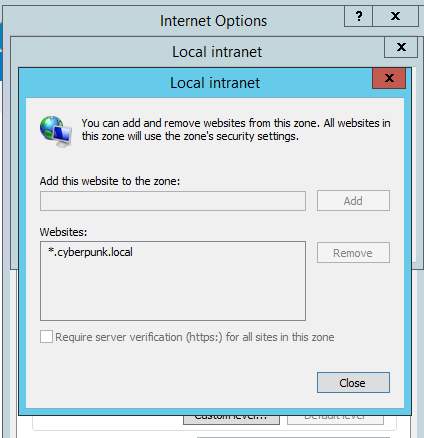 Internet Options
? x
Local intranet
x
Local intranet
x
You can add and remove websites from this zone. All websites in
this zone will use the zone's security settings.
Add this website to the zone:
Add
Websites:
*.cyberpunk.local
Remove
Require server verification (https:) for all sites in this zone
Close
Custom level... Default level